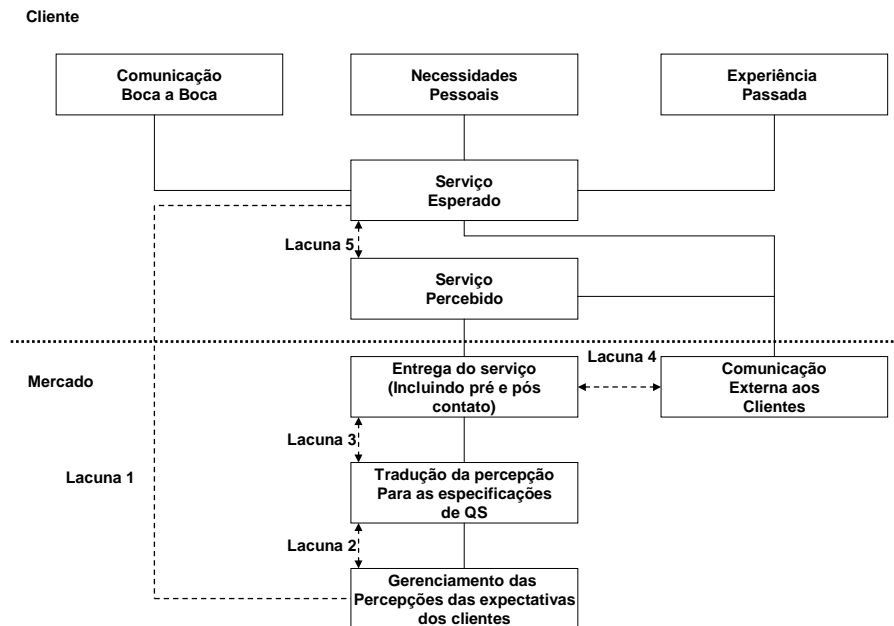 Cliente
Comunicação
Boca a Boca
Necessidades
Pessoais
Experiência
Passada
Serviço
Esperado
Lacuna 5
Serviço
Percebido
Mercado
Entrega do serviço
(Incluindo pré e pós
contato)
Lacuna 4
Comunicação
Externa aos
Clientes
Lacuna 3
Lacuna 1
Tradução da percepção
Para as especificações
de QS
Lacuna 2
Gerenciamento das
Percepções das expectativas
dos clientes